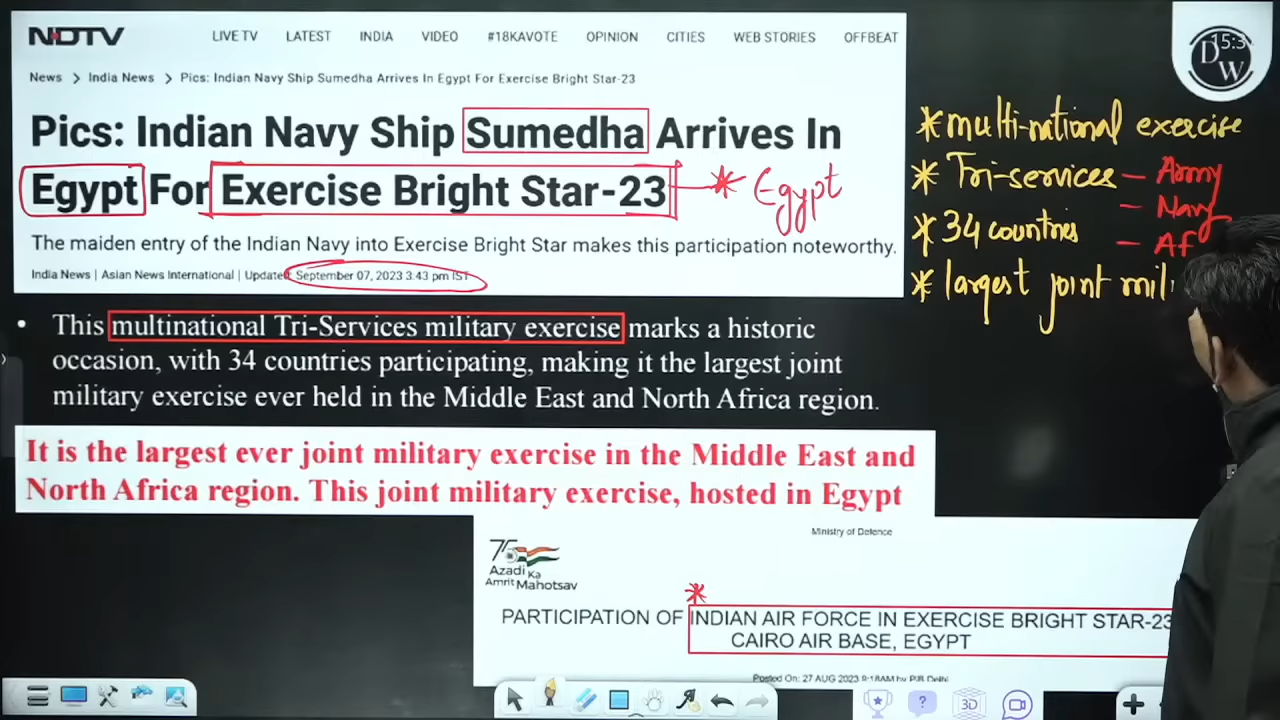 NDTV
LIVE TV LATEST INDIA VIDEO #18KAVOTE OPINION CITIES WEB STORIES OFFBEAT
News > India News > Pics: Indian Navy Ship Sumedha Arrives In Egypt For Exercise Bright Star-23
Pics: Indian Navy Ship Sumedha Arrives In
Egypt For Exercise Bright Star-23
* Egypt
The maiden entry of the Indian Navy into Exercise Bright Star makes this participation noteworthy.
India News | Asian News International | Updated: September 07, 2023 3:43 pm IST
DW
15:3
* multi-national exercise
* Tri-services - Army
- Navy
* 34 countries - AF
* largest joint mil
• This multinational Tri-Services military exercise marks a historic
occasion, with 34 countries participating, making it the largest joint
military exercise ever held in the Middle East and North Africa region.
It is the largest ever joint military exercise in the Middle East and
North Africa region. This joint military exercise, hosted in Egypt
Ministry of Defence
75
Azadi Ka
Amrit Mahotsav
*
PARTICIPATION OF INDIAN AIR FORCE IN EXERCISE BRIGHT STAR-23
CAIRO AIR BASE, EGYPT
Posted On: 27 AUG 2023 9:18AM by PIB Delhi
? 3D